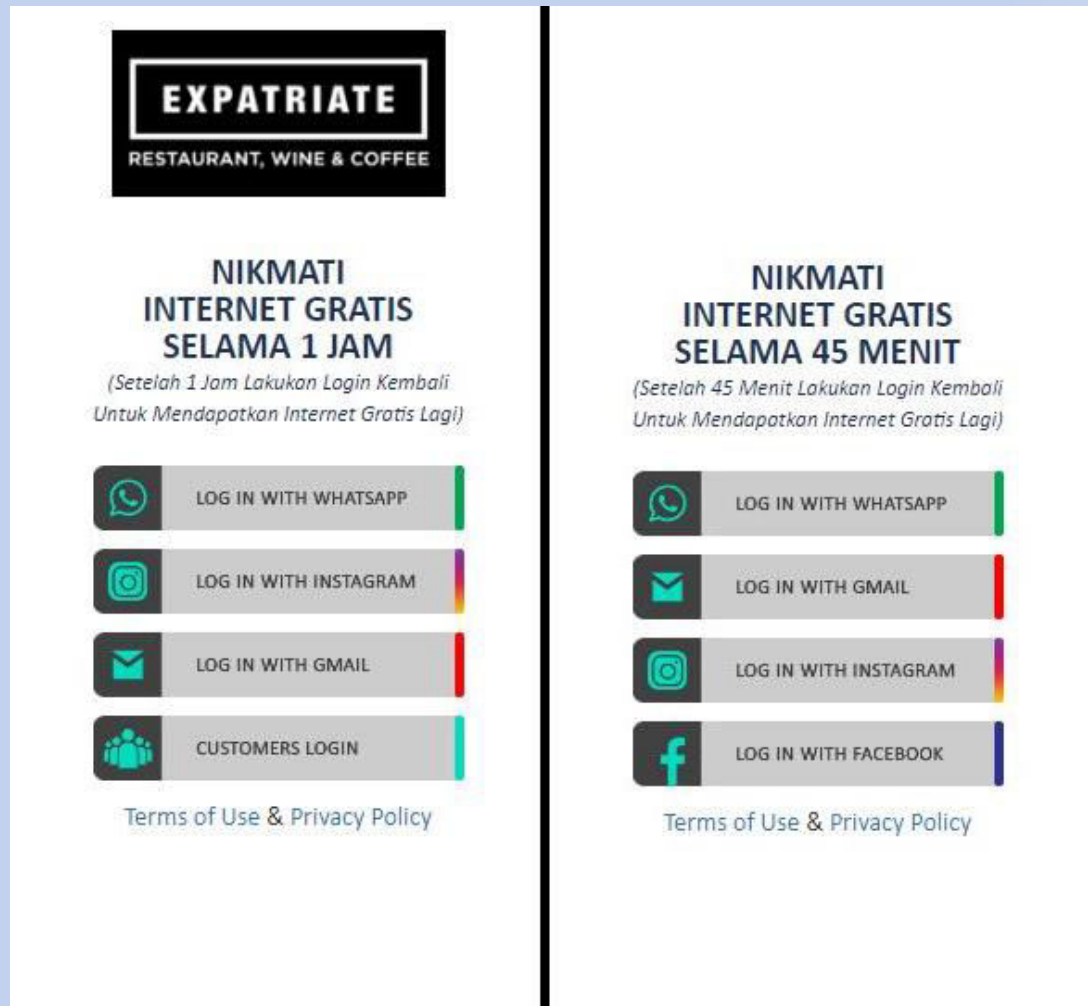 EXPATRIATE
RESTAURANT, WINE & COFFEE
NIKMATI
INTERNET GRATIS
SELAMA 1 JAM
(Setelah 1 Jam Lakukan Login Kembali
Untuk Mendapatkan Internet Gratis Lagi)
LOG IN WITH WHATSAPP
LOG IN WITH INSTAGRAM
LOG IN WITH GMAIL
CUSTOMERS LOGIN
Terms of Use & Privacy Policy
NIKMATI
INTERNET GRATIS
SELAMA 45 MENIT
(Setelah 45 Menit Lakukan Login Kembali
Untuk Mendapatkan Internet Gratis Lagi)
LOG IN WITH WHATSAPP
LOG IN WITH GMAIL
LOG IN WITH INSTAGRAM
LOG IN WITH FACEBOOK
Terms of Use & Privacy Policy